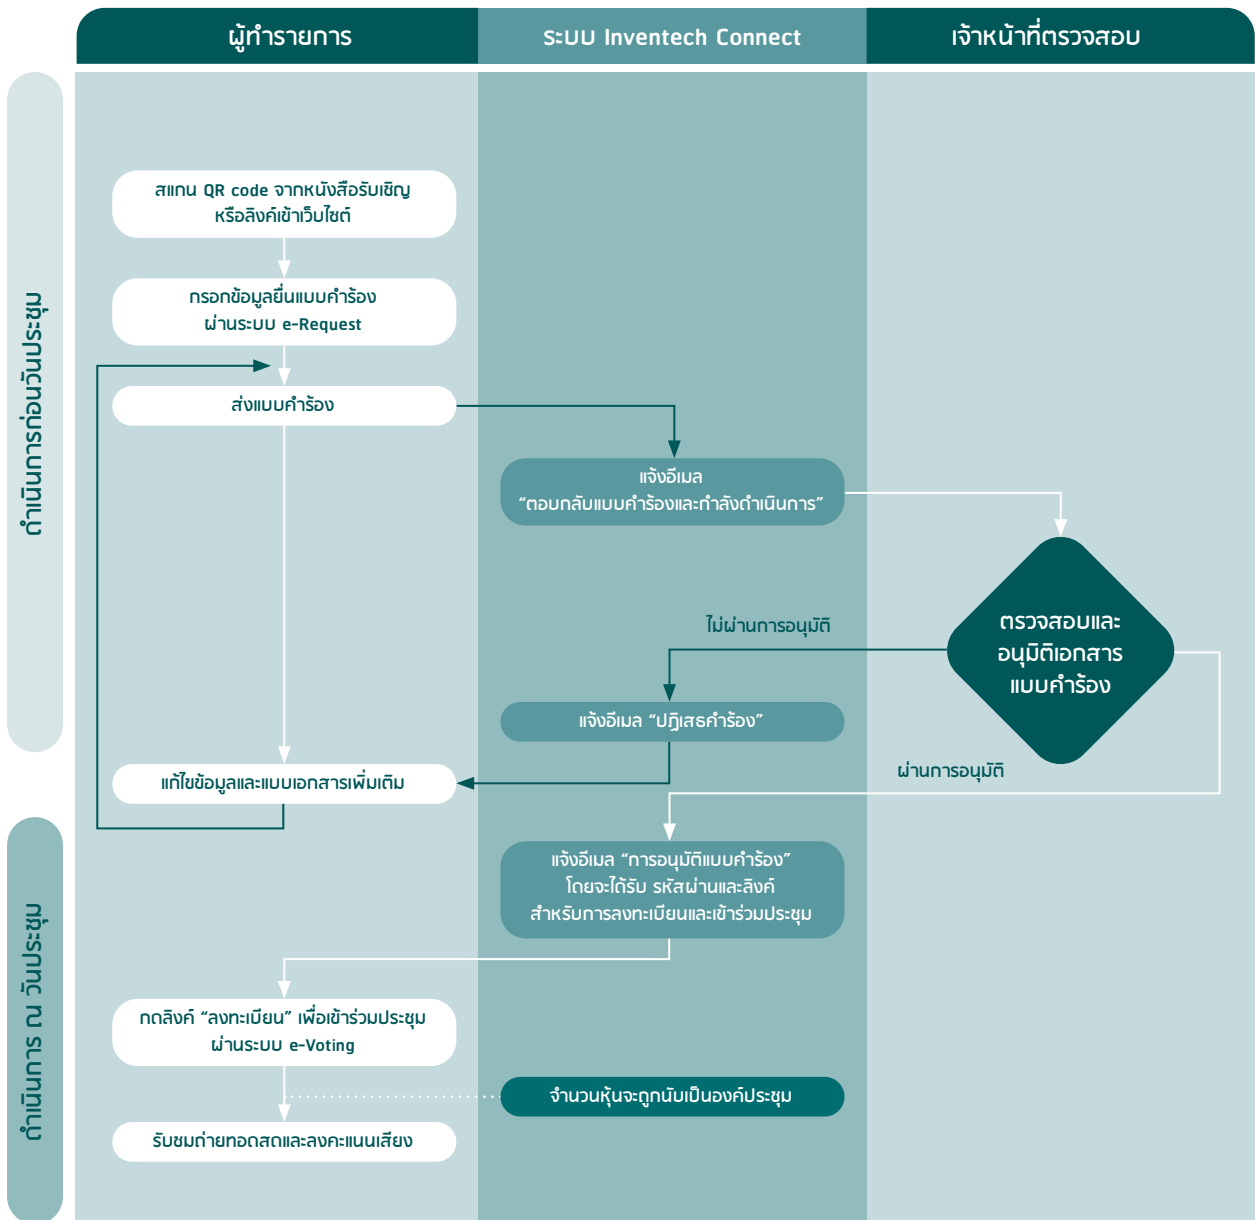 ผู้ทำรายการ
ระบบ Inventech Connect
เจ้าหน้าที่ตรวจสอบ
ดำเนินการก่อนวันประชุม
สแกน QR code จากหนังสือรับเชิญ
หรือลิงค์เข้าเว็บไซต์
กรอกข้อมูลยื่นแบบคำร้อง
ผ่านระบบ e-Request
ส่งแบบคำร้อง
แจ้งอีเมล
“ตอบกลับแบบคำร้องและกำลังดำเนินการ”
ตรวจสอบและ
อนุมิติเอกสาร
แบบคำร้อง
ไม่ผ่านการอนุมัติ
แจ้งอีเมล “ปฏิเสธคำร้อง”
แก้ไขข้อมูลและแบบเอกสารเพิ่มเติม
ผ่านการอนุมัติ
ดำเนินการ ณ วันประชุม
แจ้งอีเมล “การอนุมัติแบบคำร้อง”
โดยจะได้รับ รหัสผ่านและลิงค์
สำหรับการลงทะเบียนและเข้าร่วมประชุม
กดลิงค์ “ลงทะเบียน” เพื่อเข้าร่วมประชุม
ผ่านระบบ e-Voting
จำนวนหุ้นจะถูกนับเป็นองค์ประชุม
รับชมถ่ายทอดสดและลงคะแนนเสียง